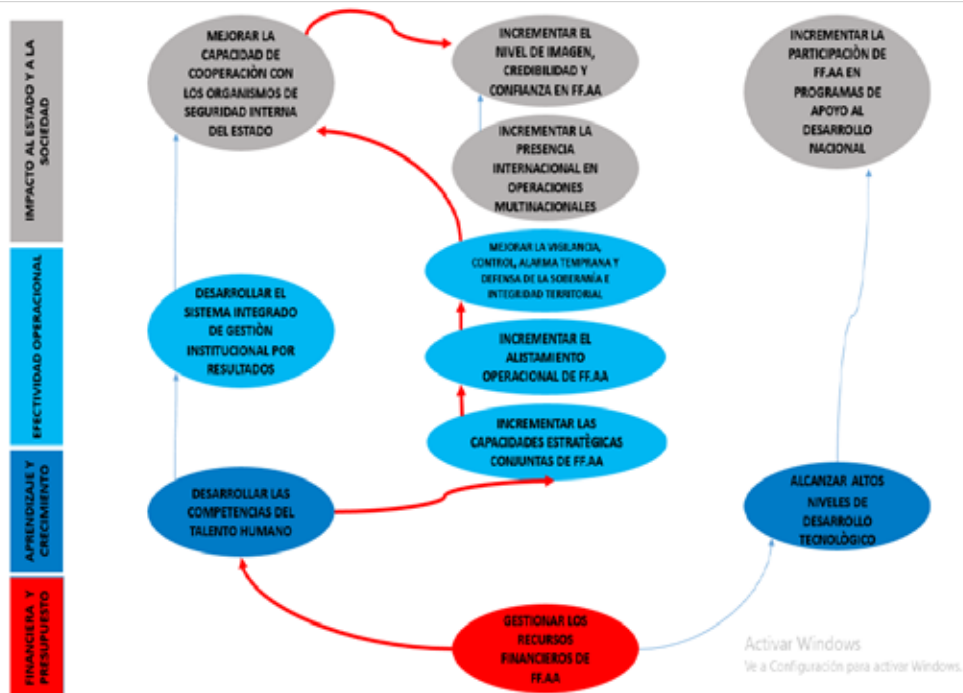 IMPACTO AL ESTADO Y A LA
SOCIEDAD
MEJORAR LA
CAPACIDAD DE
COOPERACIÒN CON
LOS ORGANISMOS DE
SEGURIDAD INTERNA
DEL ESTADO
INCREMENTAR EL
NIVEL DE IMAGEN,
CREDIBILIDAD Y
CONFIANZA EN FF.AA
INCREMENTAR LA
PARTICIPACIÒN DE
FF.AA EN
PROGRAMAS DE
APOYO AL
DESARROLLO
NACIONAL
INCREMENTAR LA
PRESENCIA
INTERNACIONAL EN
OPERACIONES
MULTINACIONALES
EFECTIVIDAD OPERACIONAL
MEJORAR LA VIGILANCIA,
CONTROL, ALARMA TEMPRANA Y
DEFENSA DE LA SOBERANÍA E
INTEGRIDAD TERRITORIAL
DESARROLLAR EL
SISTEMA INTEGRADO
DE GESTIÒN
INSTITUCIONAL POR
RESULTADOS
INCREMENTAR EL
ALISTAMIENTO
OPERACIONAL DE FF.AA
INCREMENTAR LAS
CAPACIDADES ESTRATÈGICAS
CONJUNTAS DE FF.AA
APRENDIZAJE Y
CRECIMIENTO
DESARROLLAR LAS
COMPETENCIAS DEL
TALENTO HUMANO
ALCANZAR ALTOS
NIVELES DE
DESARROLLO
TECNOLÒGICO
FINANCIERA Y
PRESUPUESTO
GESTIONAR LOS
RECURSOS
FINANCIEROS DE
FF.AA
Activar Windows
Ve a Configuración para activar Windows.